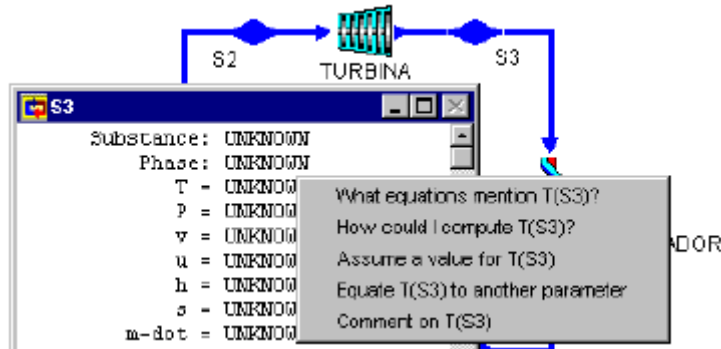 S2
TURBINA
S3
S3
Substance: UNKNOWN
Phase: UNKNOWN
T = UNKNOW
P = UNKNOW
v = UNKNOW
u = UNKNOW
h = UNKNOW
s = UNKNOW
m-dot = UNKNOW
What equations mention T(S3)?
How could I compute T(S3)?
Assume a value for T(S3)
Equate T(S3) to another parameter
Comment on T(S3)
ADOR